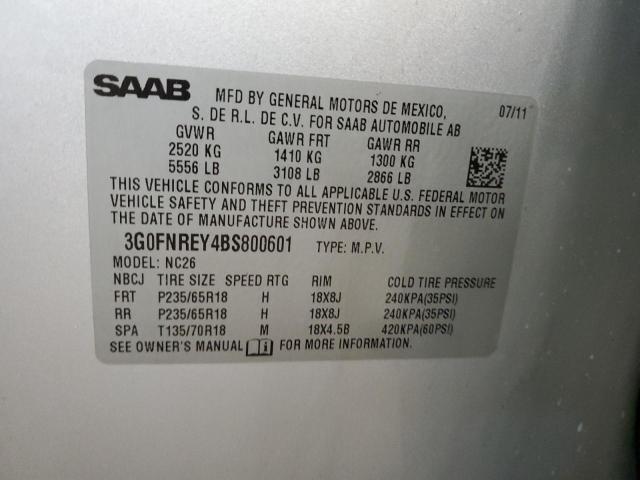 SAAB MFD BY GENERAL MOTORS DE MEXICO, 07/11
S. DE R.L. DE C.V. FOR SAAB AUTOMOBILE AB
GVWR GAWR FRT GAWR RR
2520 KG 1410 KG 1300 KG
5556 LB 3108 LB 2866 LB
THIS VEHICLE CONFORMS TO ALL APPLICABLE U.S. FEDERAL MOTOR
VEHICLE SAFETY AND THEFT PREVENTION STANDARDS IN EFFECT ON
THE DATE OF MANUFACTURE SHOWN ABOVE.
3G0FNREY4BS800601 TYPE: M.P.V.
MODEL: NC26
NBCJ TIRE SIZE SPEED RTG RIM COLD TIRE PRESSURE
FRT P235/65R18 H 18X8J 240KPA(35PSI)
RR P235/65R18 H 18X8J 240KPA(35PSI)
SPA T135/70R18 M 18X4.5B 420KPA(60PSI)
SEE OWNER'S MANUAL i FOR MORE INFORMATION.